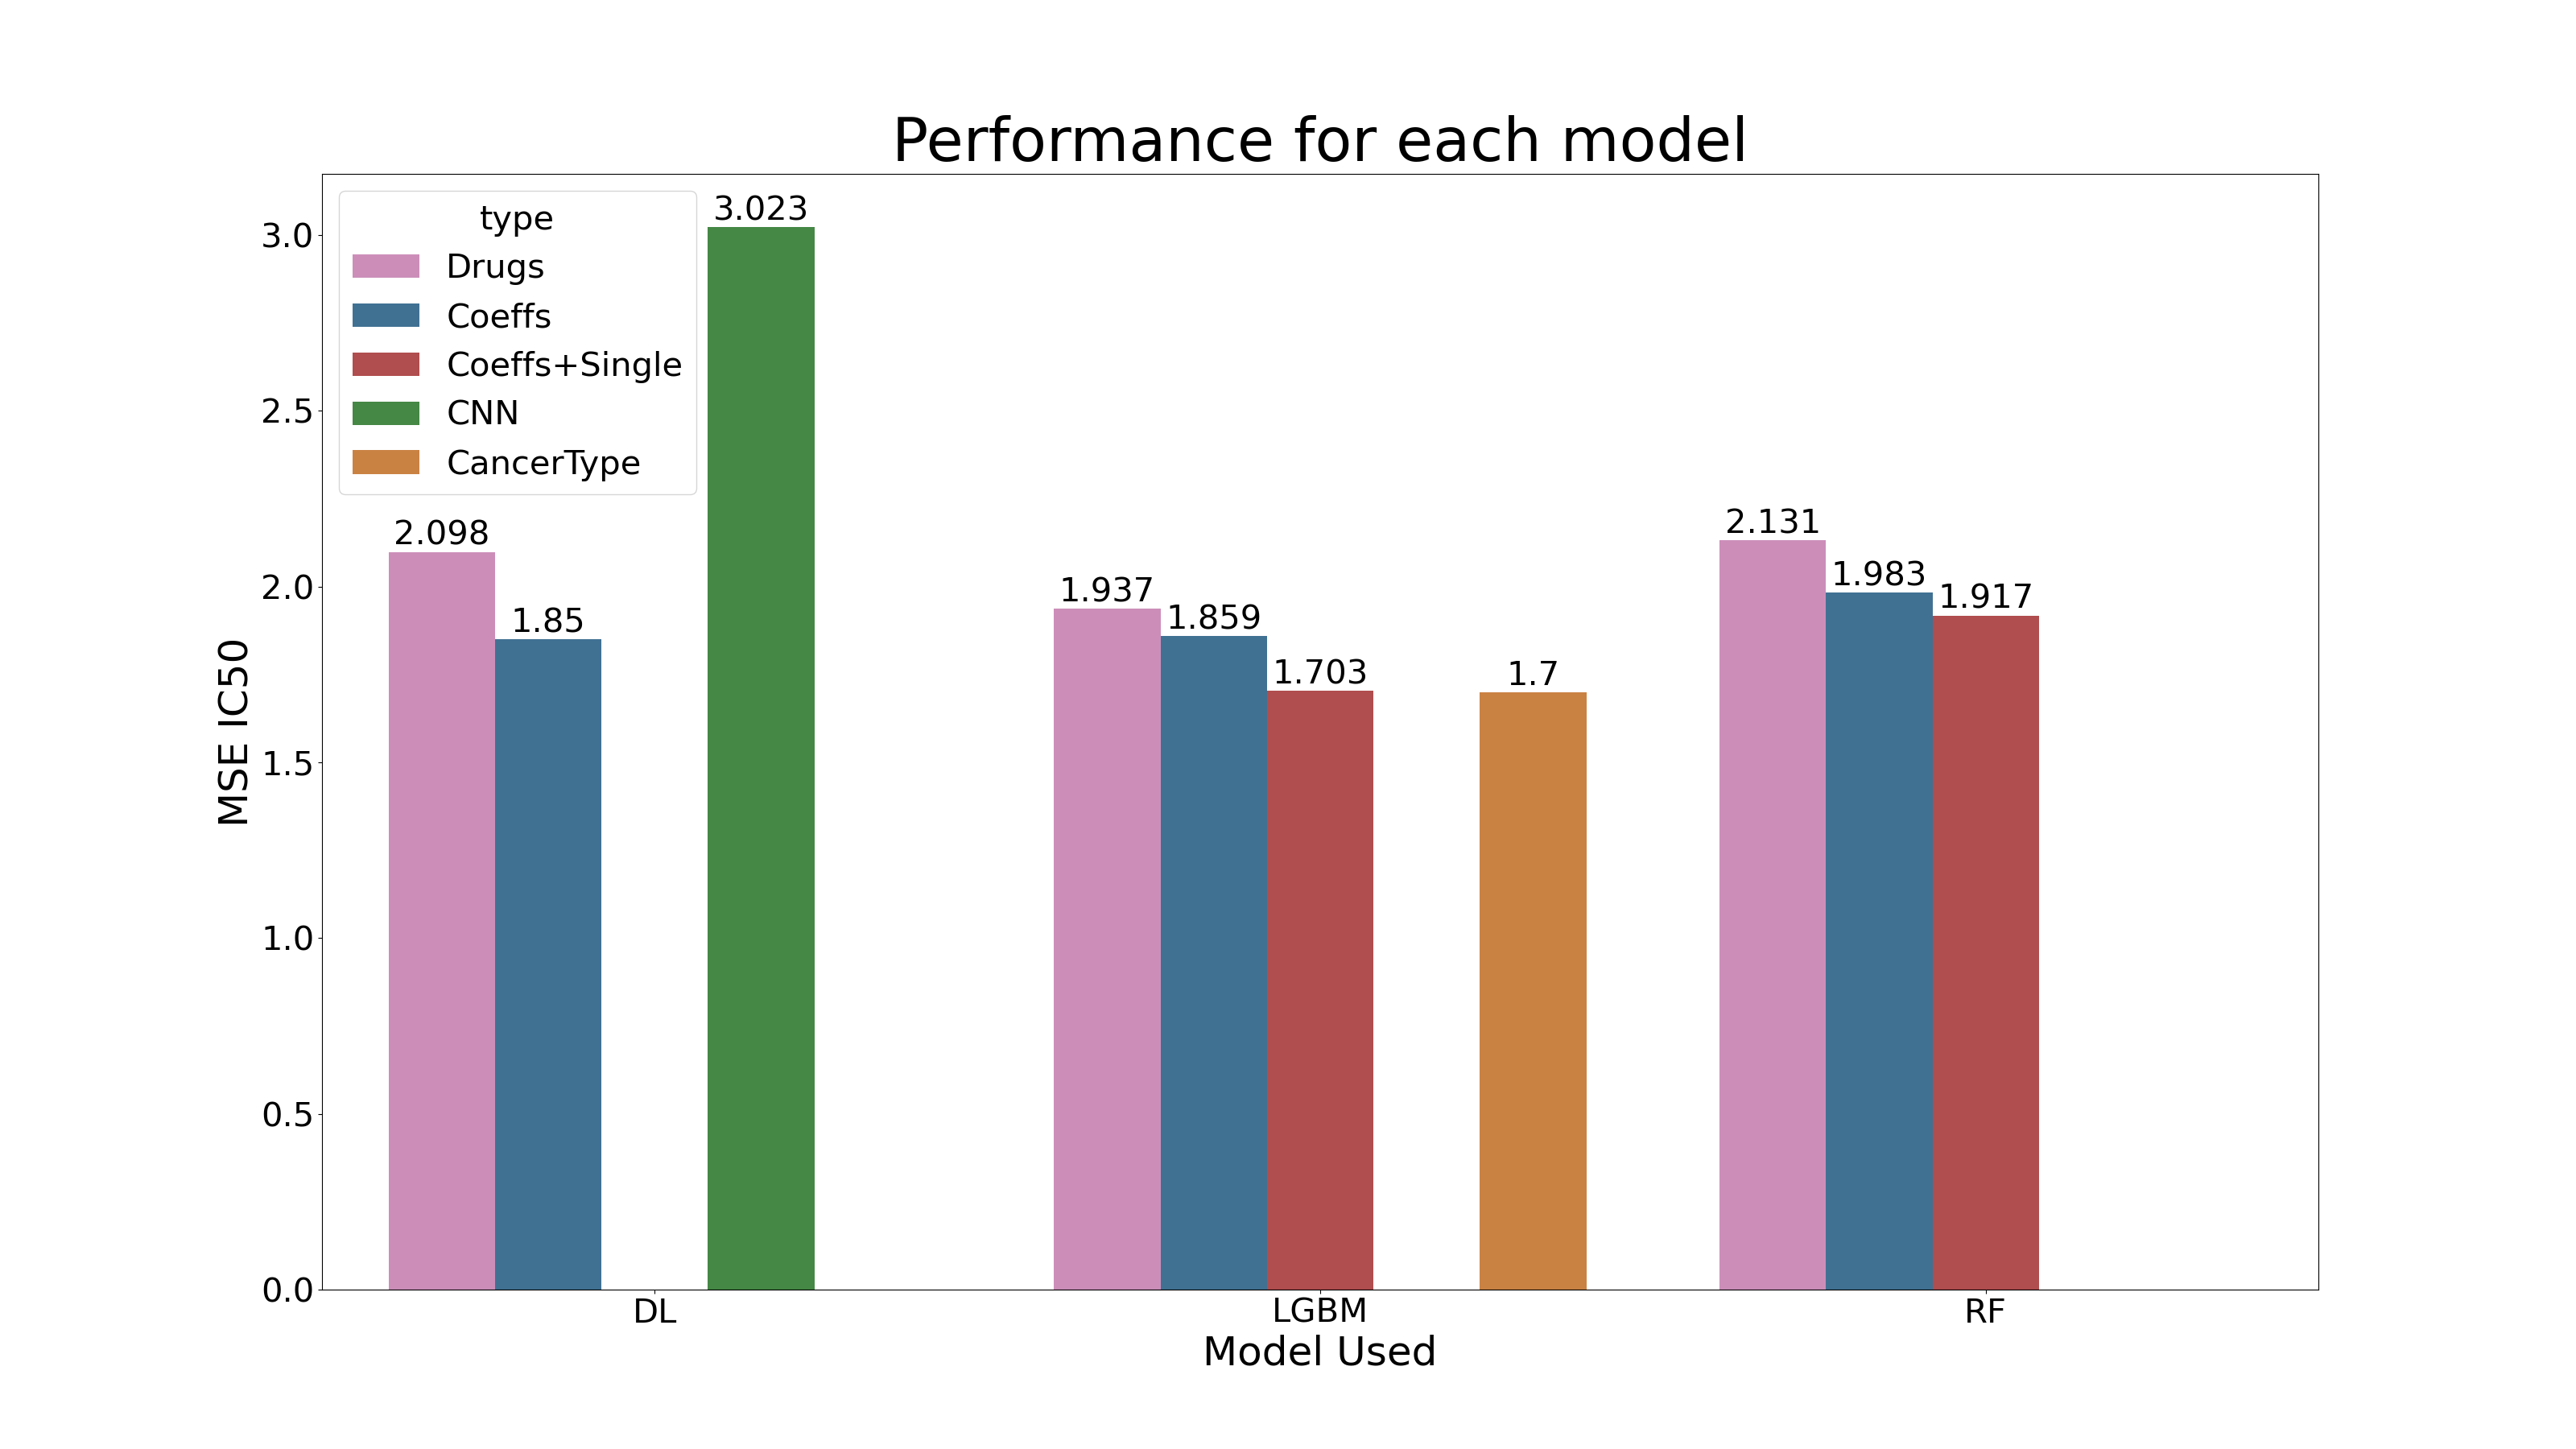 Performance for each model
type
Drugs
Coeffs
Coeffs+Single
CNN
CancerType
MSE IC50
3.0
2.5
2.0
1.5
1.0
0.5
0.0
2.098
1.85
3.023
1.937
1.859
1.703
1.7
2.131
1.983
1.917
DL
LGBM
RF
Model Used